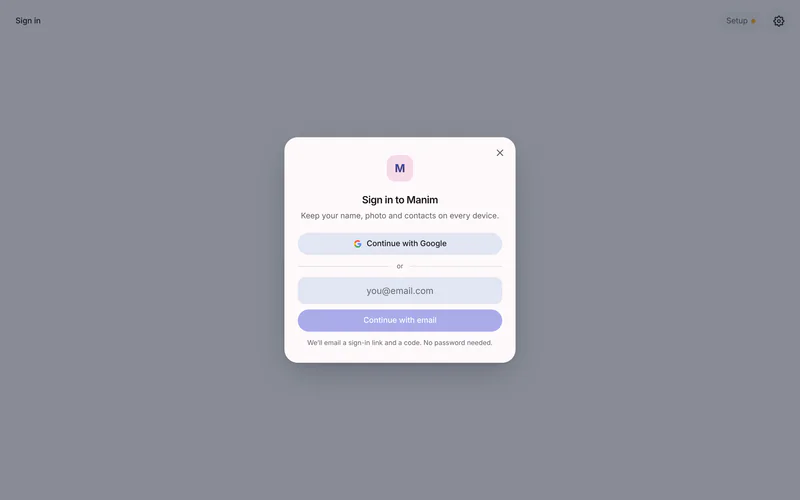 Sign in
Setup
M
Sign in to Manim
Keep your name, photo and contacts on every device.
Continue with Google
or
you@email.com
Continue with email
We'll email a sign-in link and a code. No password needed.